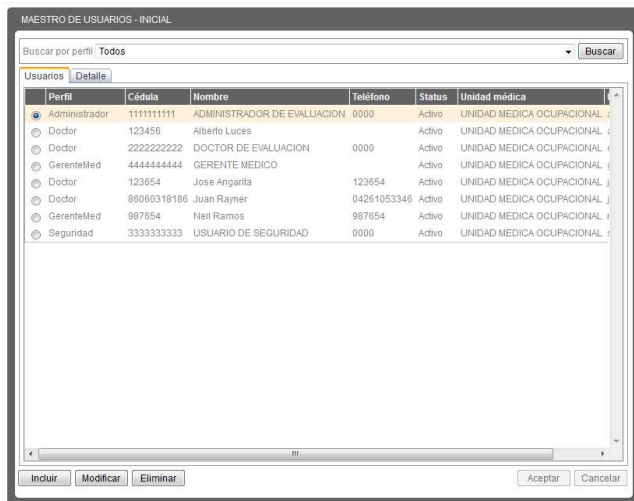 MAESTRO DE USUARIOS - INICIAL
Buscar por perfil Todos Buscar
Usuarios Detalle
Perfil Cédula Nombre Teléfono Status Unidad médica
Administrador 1111111111 ADMINISTRADOR DE EVALUACION 0000 Activo UNIDAD MEDICA OCUPACIONAL
Doctor 123456 Alberto Luces Activo UNIDAD MEDICA OCUPACIONAL
Doctor 2222222222 DOCTOR DE EVALUACION 0000 Activo UNIDAD MEDICA OCUPACIONAL
GerenteMed 4444444444 GERENTE MEDICO Activo UNIDAD MEDICA OCUPACIONAL
Doctor 123654 Jose Angarita 123654 Activo UNIDAD MEDICA OCUPACIONAL
Doctor 86060318186 Juan Rayner 04261053346 Activo UNIDAD MEDICA OCUPACIONAL
GerenteMed 987654 Neil Ramos 987654 Activo UNIDAD MEDICA OCUPACIONAL
Seguridad 3333333333 USUARIO DE SEGURIDAD 0000 Activo UNIDAD MEDICA OCUPACIONAL
Incluir Modificar Eliminar Aceptar Cancelar